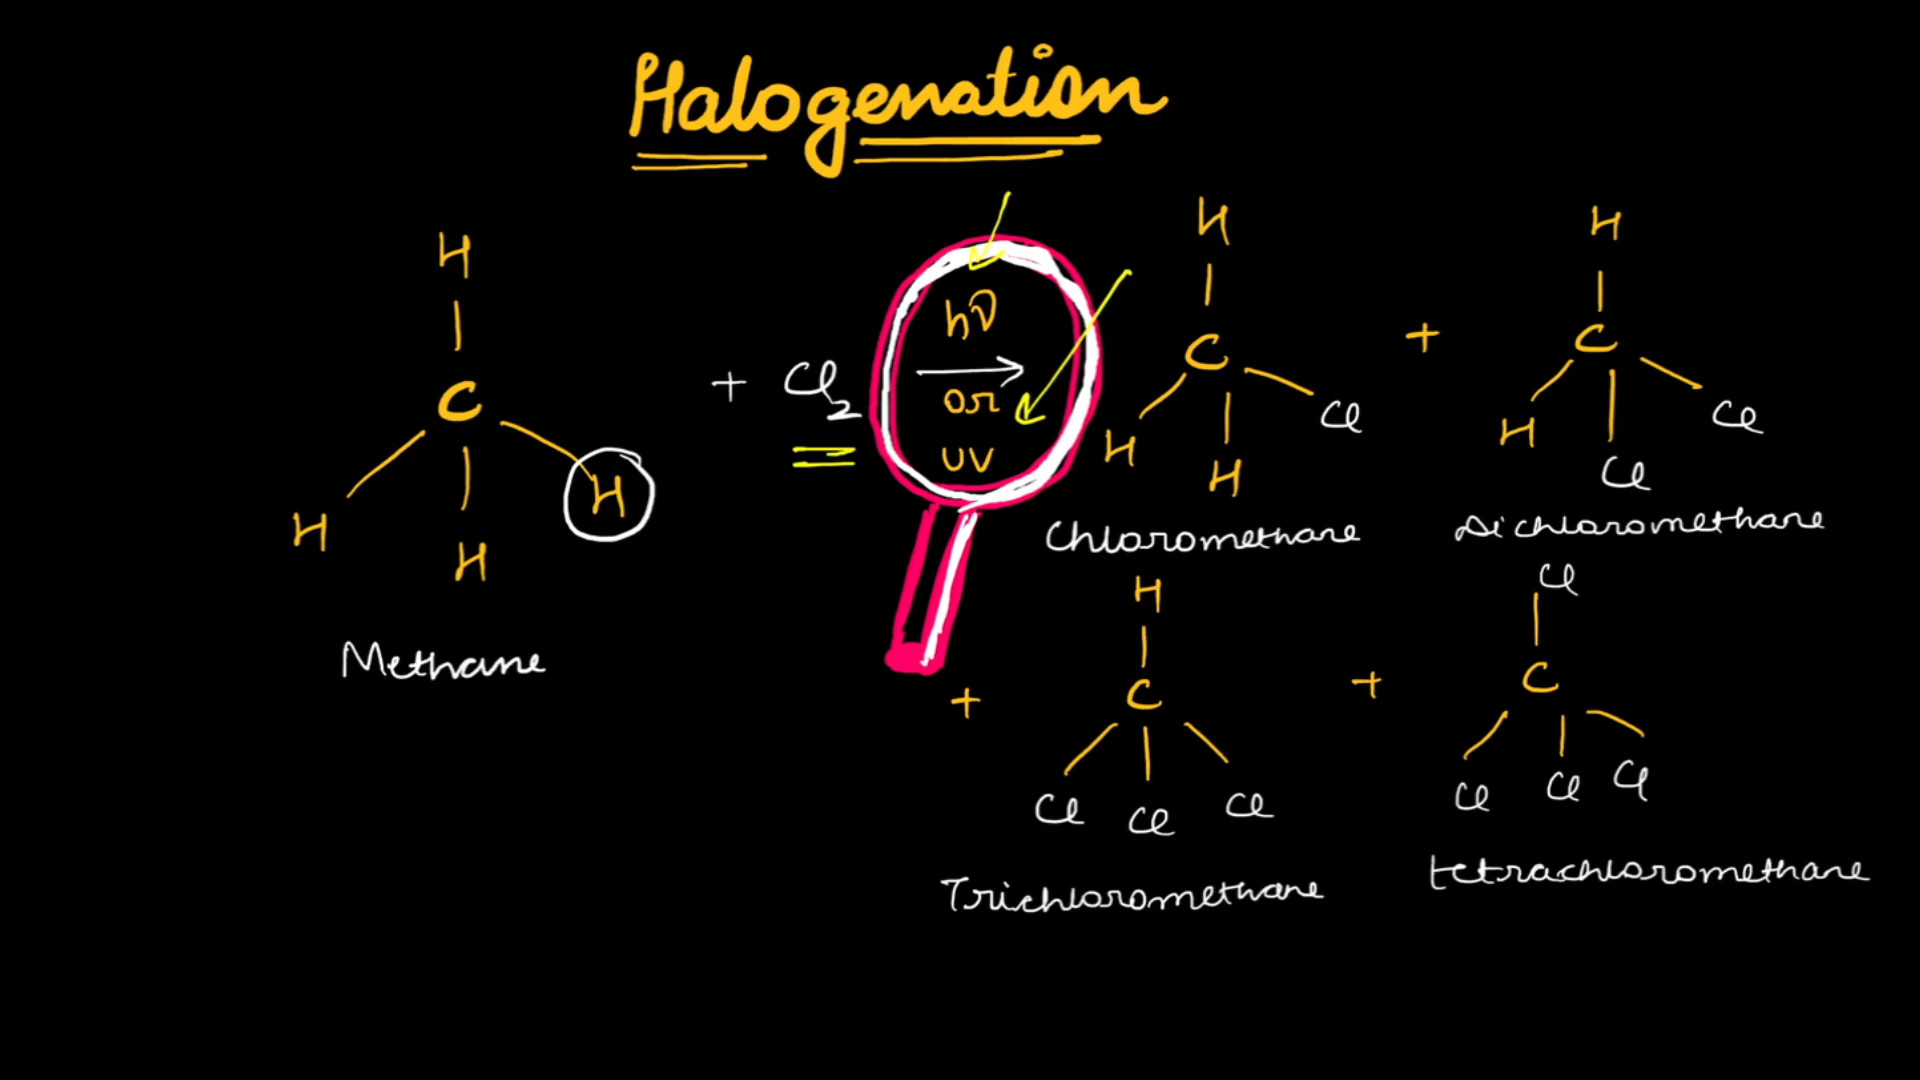 Halogenation
H
C
H
H
H
Methane
+ Cl2
hν
or
UV
H
C
H
H
Cl
Chloromethane
+
H
C
H
Cl
Cl
Dichloromethane
+
H
C
Cl Cl Cl
Trichloromethane
+
Cl
C
Cl Cl Cl
tetrachloromethane